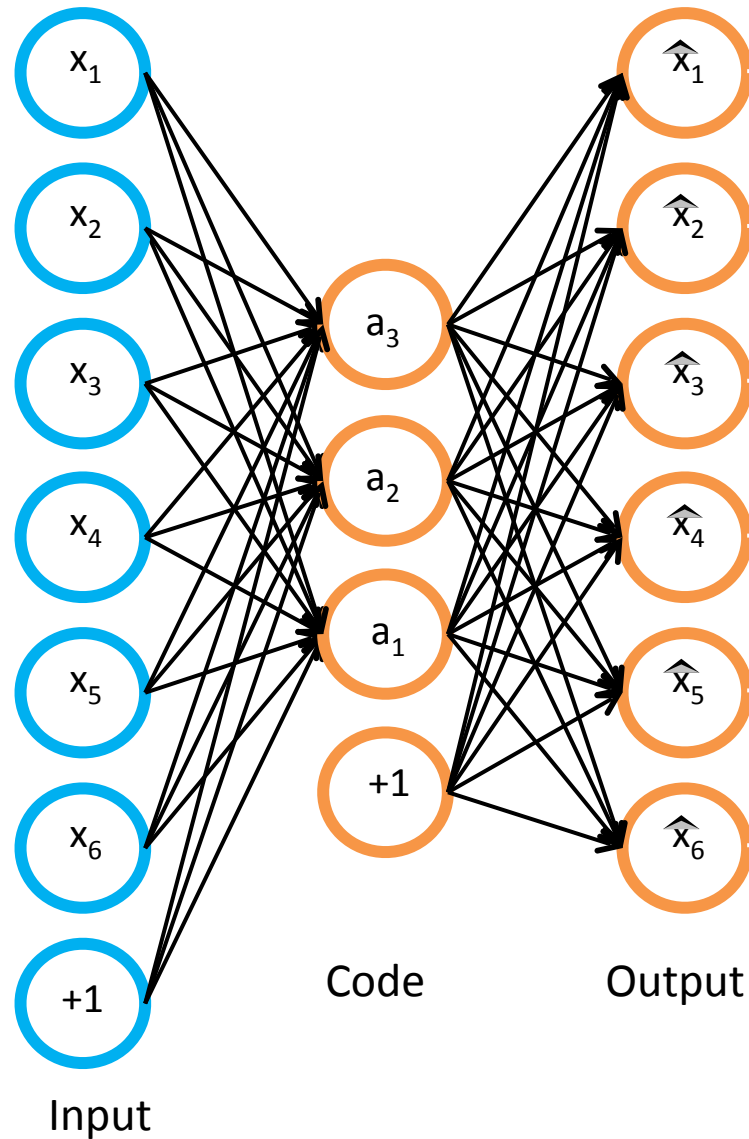 x₁
x₂
x₃
x₄
x₅
x₆
+1
Input
a₃
a₂
a₁
+1
Code
x̂₁
x̂₂
x̂₃
x̂₄
x̂₅
x̂₆
Output